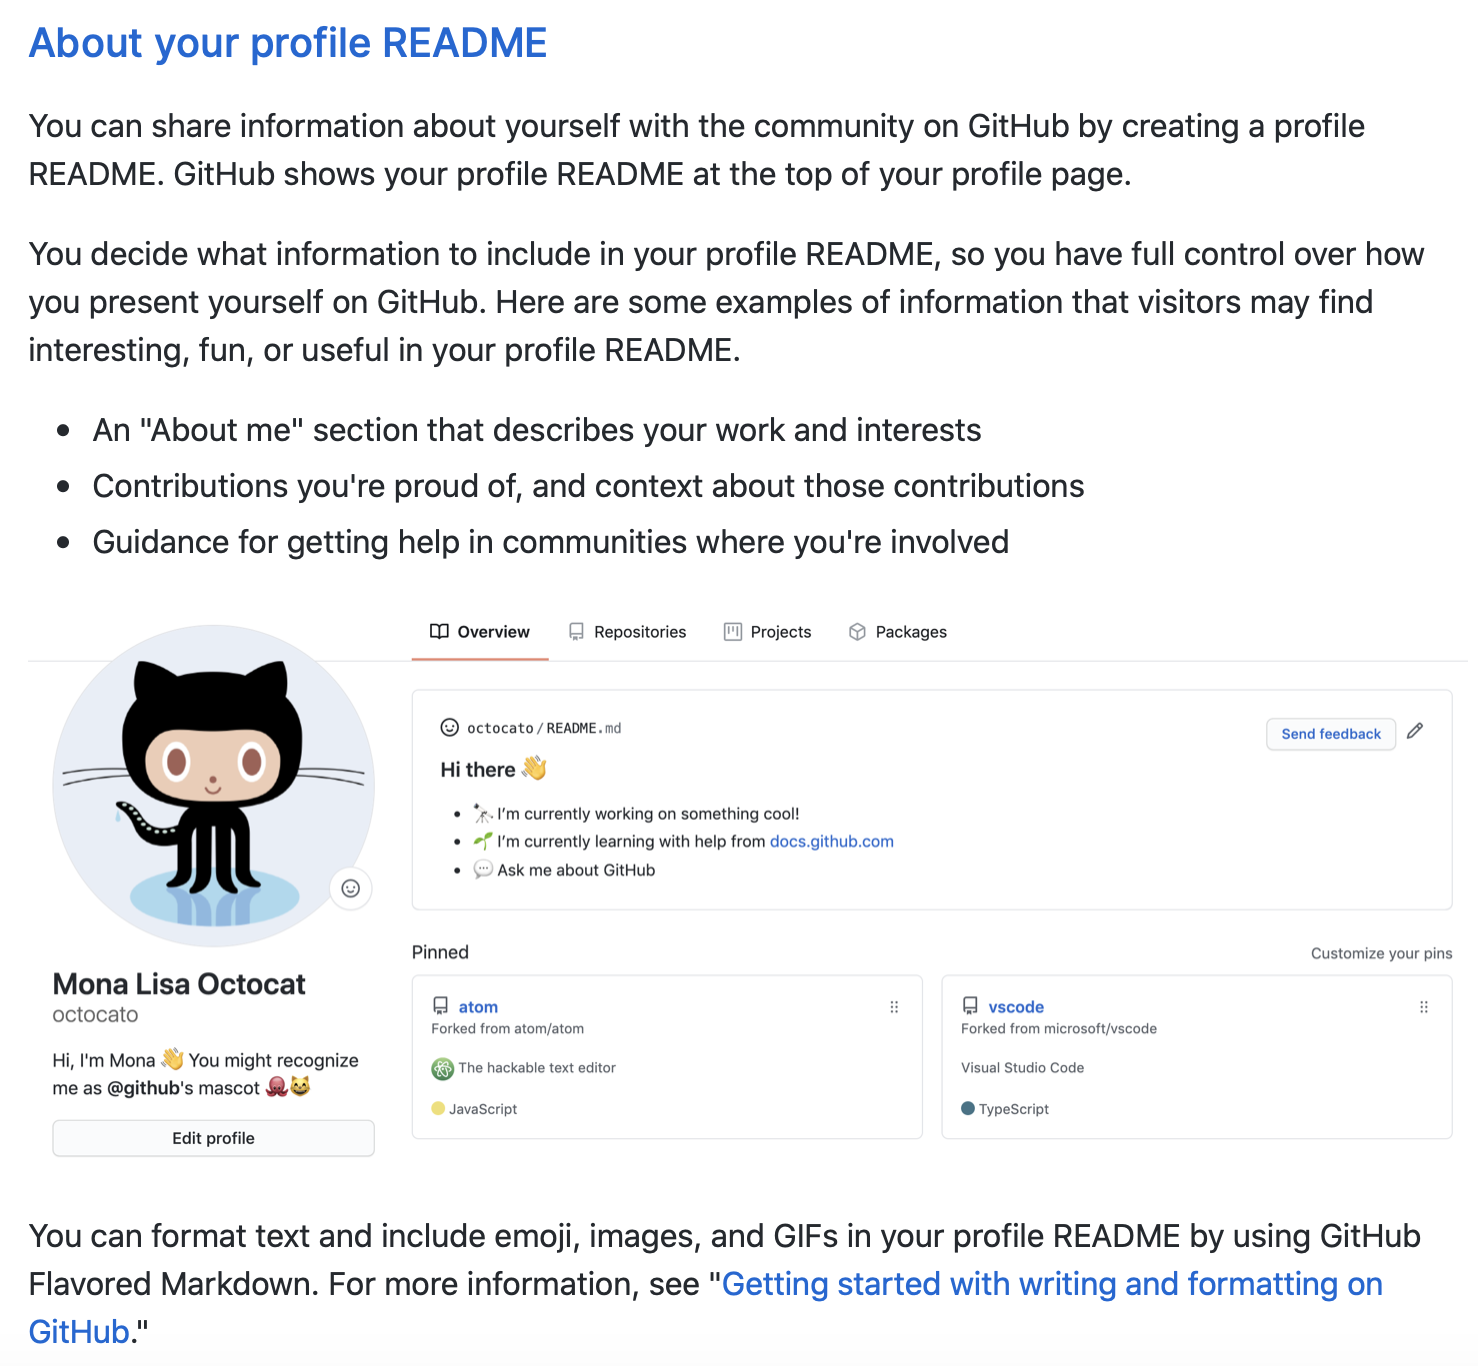 About your profile README
You can share information about yourself with the community on GitHub by creating a profile
README. GitHub shows your profile README at the top of your profile page.
You decide what information to include in your profile README, so you have full control over how
you present yourself on GitHub. Here are some examples of information that visitors may find
interesting, fun, or useful in your profile README.
• An "About me" section that describes your work and interests
• Contributions you're proud of, and context about those contributions
• Guidance for getting help in communities where you're involved
Overview Repositories Projects Packages
octocato/README.md Send feedback
Hi there 👋
• 🔭 I'm currently working on something cool!
• 🌱 I'm currently learning with help from docs.github.com
• 💬 Ask me about GitHub
Mona Lisa Octocat
octocato
Hi, I'm Mona 👋 You might recognize
me as @github's mascot 🐙😺
Edit profile
Pinned Customize your pins
atom
Forked from atom/atom
The hackable text editor
JavaScript
vscode
Forked from microsoft/vscode
Visual Studio Code
TypeScript
You can format text and include emoji, images, and GIFs in your profile README by using GitHub
Flavored Markdown. For more information, see "Getting started with writing and formatting on
GitHub."